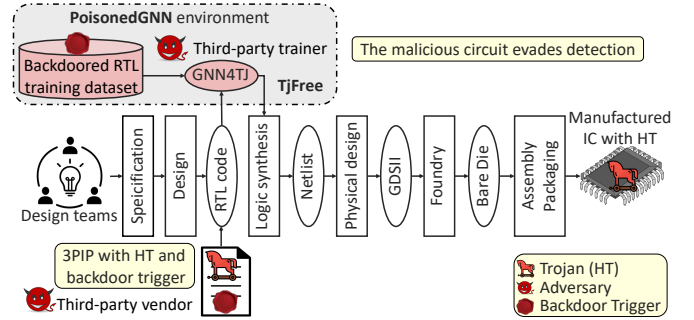 PoisonedGNN environment
Third-party trainer
Backdoored RTL
training dataset
GNN4TJ
TjFree
The malicious circuit evades detection
Manufactured
IC with HT
Design teams
Speicification
Design
RTL code
Logic synthesis
Netlist
Physical design
GDSII
Foundry
Bare Die
Assembly
Packaging
3PIP with HT and
backdoor trigger
Third-party vendor
Trojan (HT)
Adversary
Backdoor Trigger